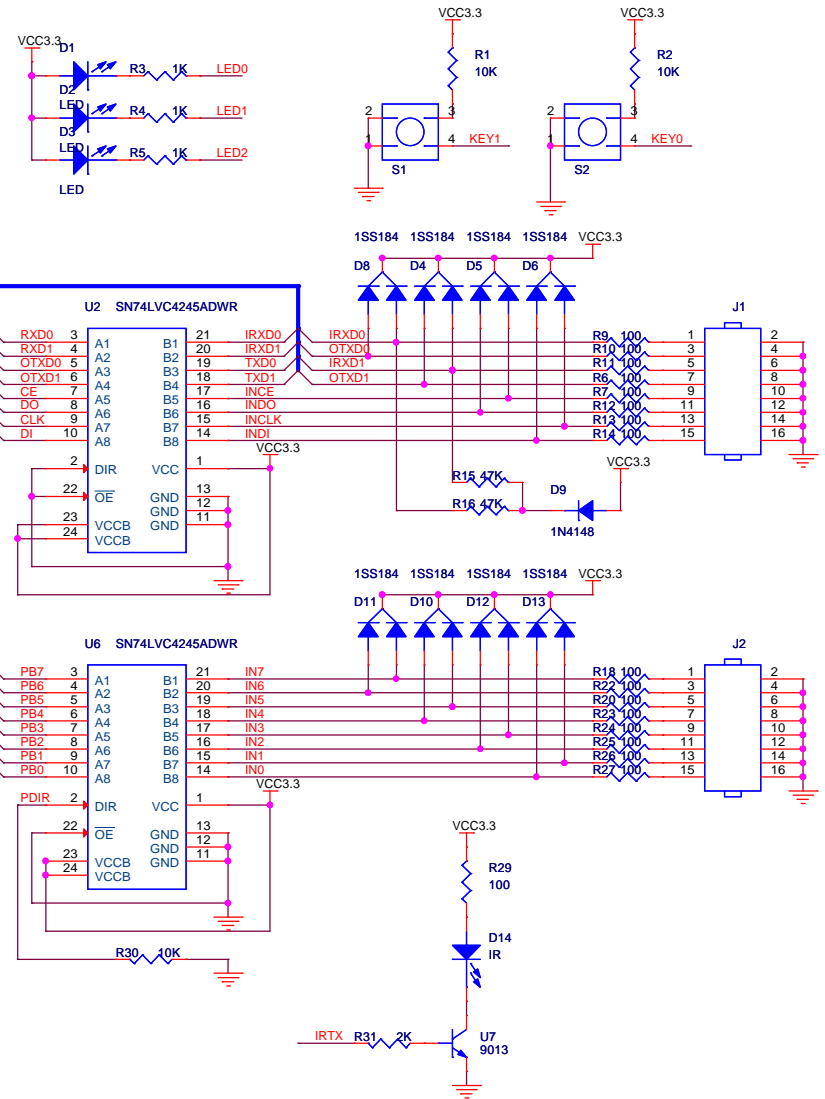 VCC3.3
D1
R3 1K LED0
D2
LED
R4 1K LED1
D3
LED
R5 1K LED2
LED
VCC3.3
R1
10K
2 3
1 4 KEY1
S1
VCC3.3
R2
10K
2 3
1 4 KEY0
S2
1SS184 1SS184 1SS184 1SS184 VCC3.3
D8 D4 D5 D6
U2 SN74LVC4245ADWR
RXD0 3 A1 B1 21 IRXD0 IRXD0 R9 100 1 2
RXD1 4 A2 B2 20 IRXD1 OTXD0 R10 100 3 4
OTXD0 5 A3 B3 19 TXD0 IRXD1 R11 100 5 6
OTXD1 6 A4 B4 18 TXD1 OTXD1 R6 100 7 8
CE 7 A5 B5 17 INCE R7 100 9 10
DO 8 A6 B6 16 INDO R12 100 11 12
CLK 9 A7 B7 15 INCLK R13 100 13 14
DI 10 A8 B8 14 INDI R14 100 15 16
J1
VCC3.3
2 DIR VCC 1
22 OE GND 13
GND 12
23 VCCB GND 11
24 VCCB
R15 47K
R16 47K
D9
1N4148
VCC3.3
1SS184 1SS184 1SS184 1SS184 VCC3.3
D11 D10 D12 D13
U6 SN74LVC4245ADWR
PB7 3 A1 B1 21 IN7 R18 100 1 2
PB6 4 A2 B2 20 IN6 R22 100 3 4
PB5 5 A3 B3 19 IN5 R20 100 5 6
PB4 6 A4 B4 18 IN4 R23 100 7 8
PB3 7 A5 B5 17 IN3 R24 100 9 10
PB2 8 A6 B6 16 IN2 R25 100 11 12
PB1 9 A7 B7 15 IN1 R26 100 13 14
PB0 10 A8 B8 14 IN0 R27 100 15 16
J2
VCC3.3
PDIR 2 DIR VCC 1
22 OE GND 13
GND 12
23 VCCB GND 11
24 VCCB
R30 10K
VCC3.3
R29
100
D14
IR
IRTX R31 2K
U7
9013